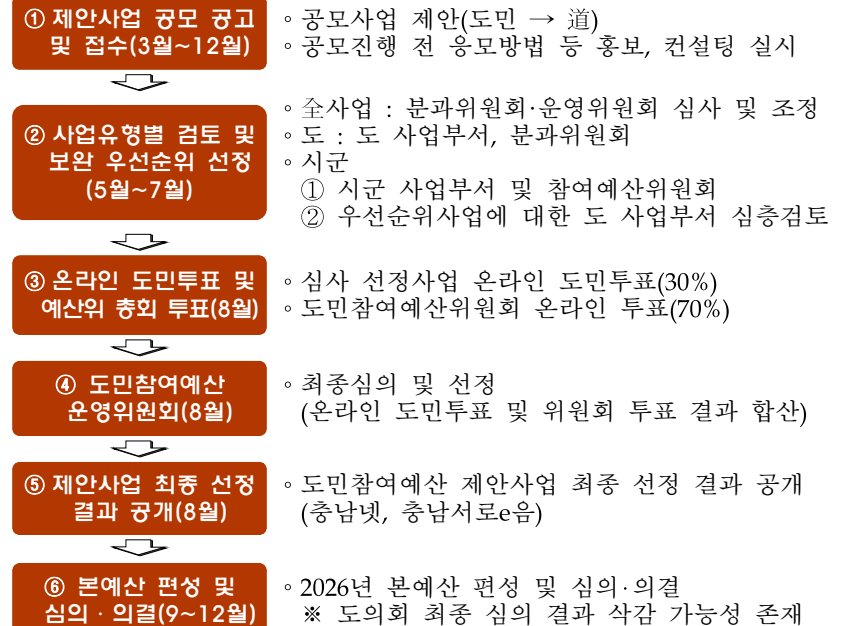 ① 제안사업 공모 공고
및 접수(3월~12월)
◦ 공모사업 제안(도민 → 道)
◦ 공모진행 전 응모방법 등 홍보, 컨설팅 실시
② 사업유형별 검토 및
보완 우선순위 선정
(5월~7월)
◦ 全사업 : 분과위원회·운영위원회 심사 및 조정
◦ 도 : 도 사업부서, 분과위원회
◦ 시군
① 시군 사업부서 및 참여예산위원회
② 우선순위사업에 대한 도 사업부서 심층검토
③ 온라인 도민투표 및
예산위 총회 투표(8월)
◦ 심사 선정사업 온라인 도민투표(30%)
◦ 도민참여예산위원회 온라인 투표(70%)
④ 도민참여예산
운영위원회(8월)
◦ 최종심의 및 선정
(온라인 도민투표 및 위원회 투표 결과 합산)
⑤ 제안사업 최종 선정
결과 공개(8월)
◦ 도민참여예산 제안사업 최종 선정 결과 공개
(충남넷, 충남서로e음)
⑥ 본예산 편성 및
심의 · 의결(9~12월)
◦ 2026년 본예산 편성 및 심의·의결
※ 도의회 최종 심의 결과 삭감 가능성 존재